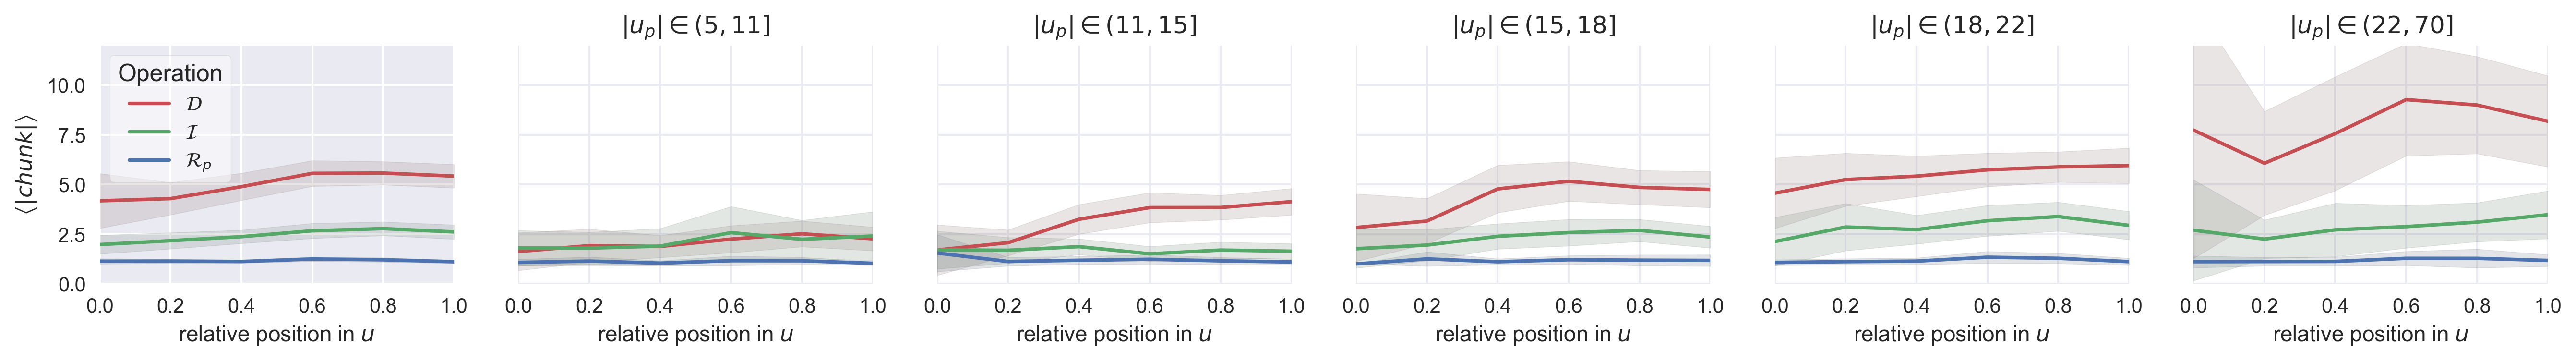 |u_p| ∈ (5, 11]
|u_p| ∈ (11, 15]
|u_p| ∈ (15, 18]
|u_p| ∈ (18, 22]
|u_p| ∈ (22, 70]
⟨|chunk|⟩
10.0
7.5
5.0
2.5
0.0
Operation
𝒟
ℐ
ℛ_p
0.0 0.2 0.4 0.6 0.8 1.0
0.0 0.2 0.4 0.6 0.8 1.0
0.0 0.2 0.4 0.6 0.8 1.0
0.0 0.2 0.4 0.6 0.8 1.0
0.0 0.2 0.4 0.6 0.8 1.0
0.0 0.2 0.4 0.6 0.8 1.0
relative position in u
relative position in u
relative position in u
relative position in u
relative position in u
relative position in u